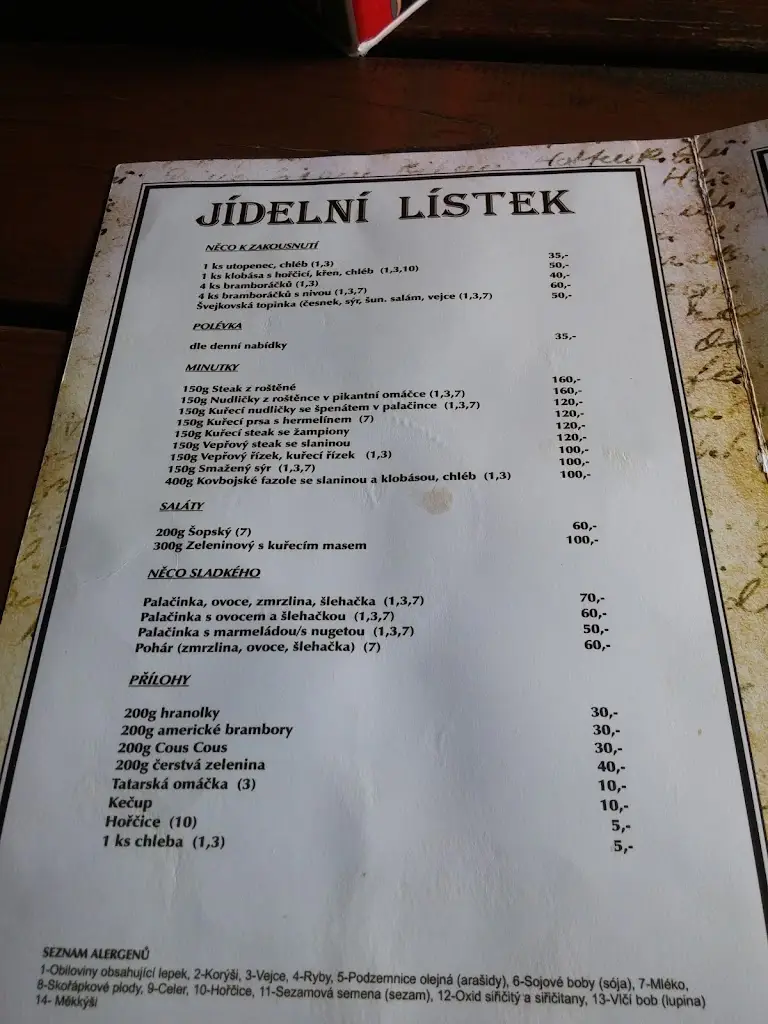 JÍDELNÍ LÍSTEK
NĚCO K ZAKOUSNUTÍ
1 ks utopenec, chléb (1,3) 35,-
1 ks klobása s hořčicí, křen, chléb (1,3,10) 50,-
4 ks bramboráčků (1,3) 40,-
4 ks bramboráčků s nivou (1,3,7) 60,-
Švejkovská topinka (česnek, sýr, šun. salám, vejce (1,3,7) 50,-
POLÉVKA
dle denní nabídky 35,-
MINUTKY
150g Steak z roštěné 160,-
150g Nudličky z roštěnce v pikantní omáčce (1,3,7) 160,-
150g Kuřecí nudličky se špenátem v palačince (1,3,7) 120,-
150g Kuřecí prsa s hermelínem (7) 120,-
150g Kuřecí steak se žampiony 120,-
150g Vepřový steak se slaninou 120,-
150g Vepřový řízek, kuřecí řízek (1,3) 100,-
150g Smažený sýr (1,3,7) 100,-
400g Kovbojské fazole se slaninou a klobásou, chléb (1,3) 100,-
SALÁTY
200g Šopský (7) 60,-
300g Zeleninový s kuřecím masem 100,-
NĚCO SLADKÉHO
Palačinka, ovoce, zmrzlina, šlehačka (1,3,7) 70,-
Palačinka s ovocem a šlehačkou (1,3,7) 60,-
Palačinka s marmeládou/s nugetou (1,3,7) 50,-
Pohár (zmrzlina, ovoce, šlehačka) (7) 60,-
PŘÍLOHY
200g hranolky 30,-
200g americké brambory 30,-
200g Cous Cous 30,-
200g čerstvá zelenina 40,-
Tatarská omáčka (3) 10,-
Kečup 10,-
Hořčice (10) 5,-
1 ks chleba (1,3) 5,-
SEZNAM ALERGENŮ
1-Obiloviny obsahující lepek, 2-Korýši, 3-Vejce, 4-Ryby, 5-Podzemnice olejná (arašidy), 6-Sojové boby (sója), 7-Mléko,
8-Skořápkové plody, 9-Celer, 10-Hořčice, 11-Sezamová semena (sezam), 12-Oxid siřičitý a siřičitany, 13-Vlčí bob (lupina)
14- Měkkýši